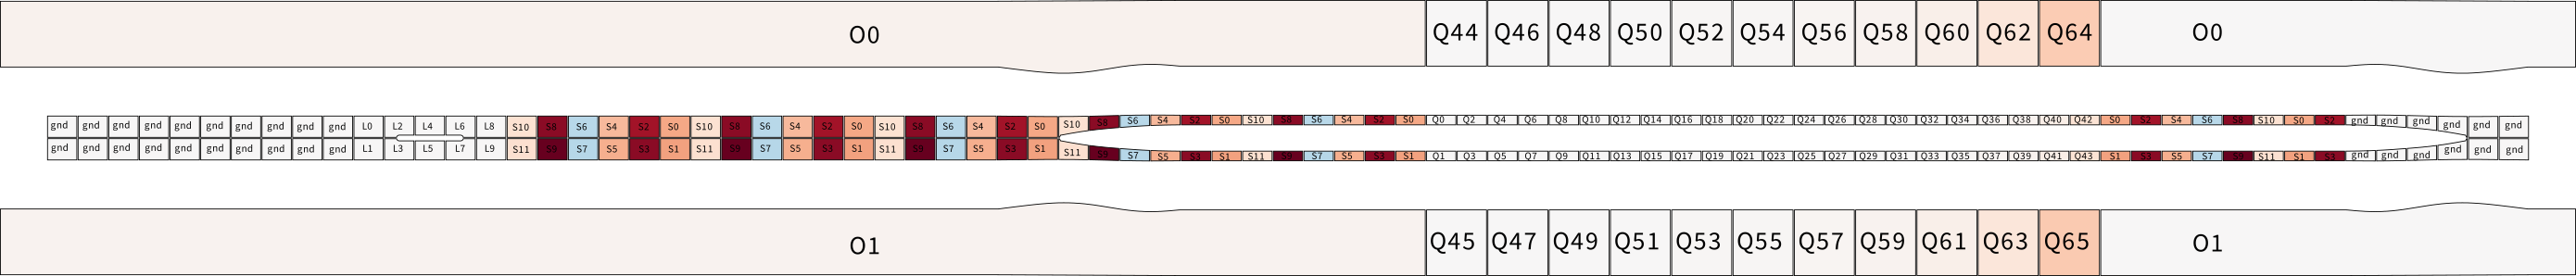 O0 Q44 Q46 Q48 Q50 Q52 Q54 Q56 Q58 Q60 Q62 Q64 O0
gnd gnd gnd gnd gnd gnd gnd gnd gnd gnd L0 L2 L4 L6 L8 S10 S8 S6 S4 S2 S0 S10 S8 S6 S4 S2 S0 S10 S8 S6 S4 S2 S0 S10 S8 S6 S4 S2 S0 S10 S8 S6 S4 S2 S0 Q0 Q2 Q4 Q6 Q8 Q10 Q12 Q14 Q16 Q18 Q20 Q22 Q24 Q26 Q28 Q30 Q32 Q34 Q36 Q38 Q40 Q42 S0 S2 S4 S6 S8 S10 S0 S2 gnd gnd gnd gnd gnd gnd
gnd gnd gnd gnd gnd gnd gnd gnd gnd gnd L1 L3 L5 L7 L9 S11 S9 S7 S5 S3 S1 S11 S9 S7 S5 S3 S1 S11 S9 S7 S5 S3 S1 S11 S9 S7 S5 S3 S1 S11 S9 S7 S5 S3 S1 Q1 Q3 Q5 Q7 Q9 Q11 Q13 Q15 Q17 Q19 Q21 Q23 Q25 Q27 Q29 Q31 Q33 Q35 Q37 Q39 Q41 Q43 S1 S3 S5 S7 S9 S11 S1 S3 gnd gnd gnd gnd gnd gnd
O1 Q45 Q47 Q49 Q51 Q53 Q55 Q57 Q59 Q61 Q63 Q65 O1